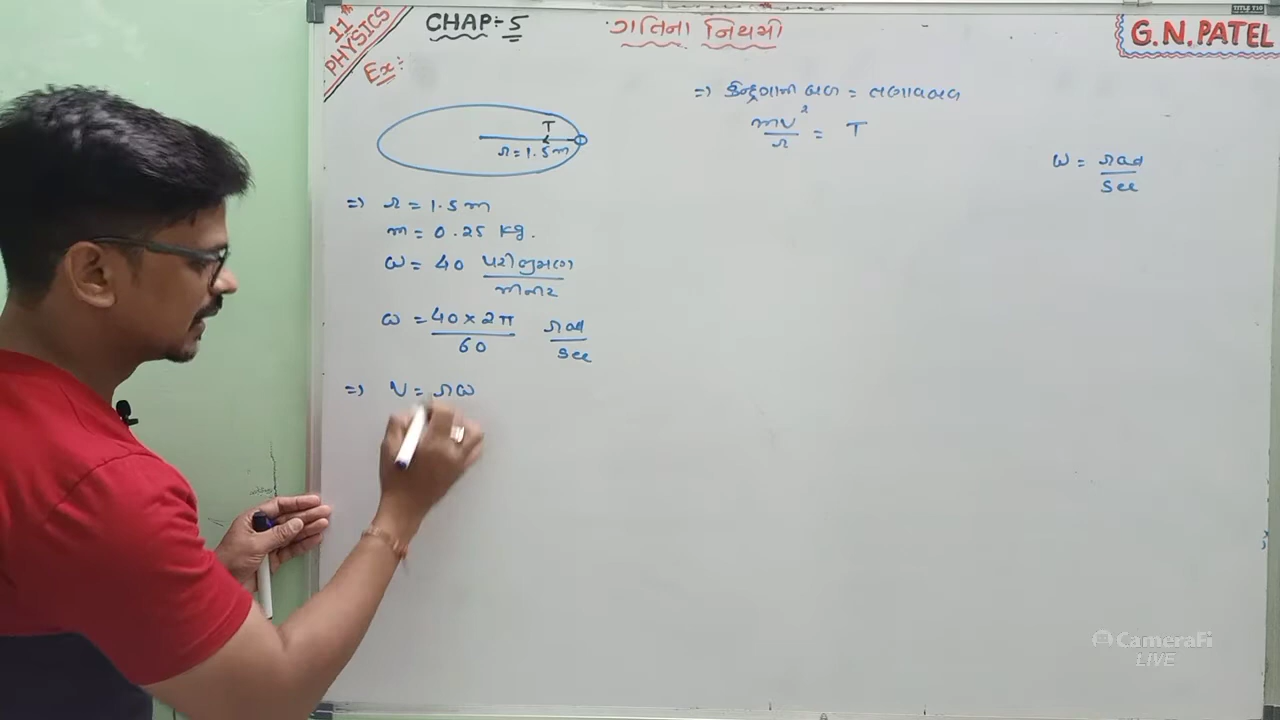 11th PHYSICS
CHAP÷5
ગતિના નિયમો
G.N.PATEL
Ex:-
T
r=1.5m
⇒ r=1.5m
m=0.25 kg.
ω=40 પરીભ્રમણ/મીનીટ
ω=40×2π/60 rad/sec
⇒ v=rω
⇒ કેન્દ્રગામી બળ = તણાવબળ
mv²/r = T
ω = rad/sec
CameraFi
LIVE